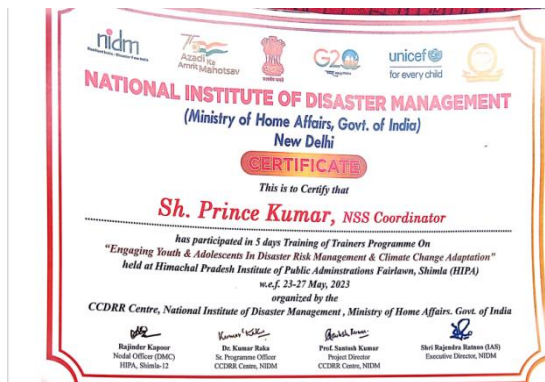 nidm
Azadi Ka
Amrit Mahotsav
G20
unicef
for every child
NATIONAL INSTITUTE OF DISASTER MANAGEMENT
(Ministry of Home Affairs, Govt. of India)
New Delhi
CERTIFICATE
This is to Certify that
Sh. Prince Kumar, NSS Coordinator
has participated in 5 days Training of Trainers Programme On
"Engaging Youth & Adolescents In Disaster Risk Management & Climate Change Adaptation"
held at Himachal Pradesh Institute of Public Adminstrations Fairlawn, Shimla (HIPA)
w.e.f. 23-27 May, 2023
organized by the
CCDRR Centre, National Institute of Disaster Management , Ministry of Home Affairs. Govt. of India
Rajinder Kapoor
Nodal Officer (DMC)
HIPA, Shimla-12
Dr. Kumar Raka
Sr. Programme Officer
CCDRR Centre, NIDM
Prof. Santosh Kumar
Project Director
CCDRR Centre, NIDM
Shri Rajendra Ratnoo (IAS)
Executive Director, NIDM